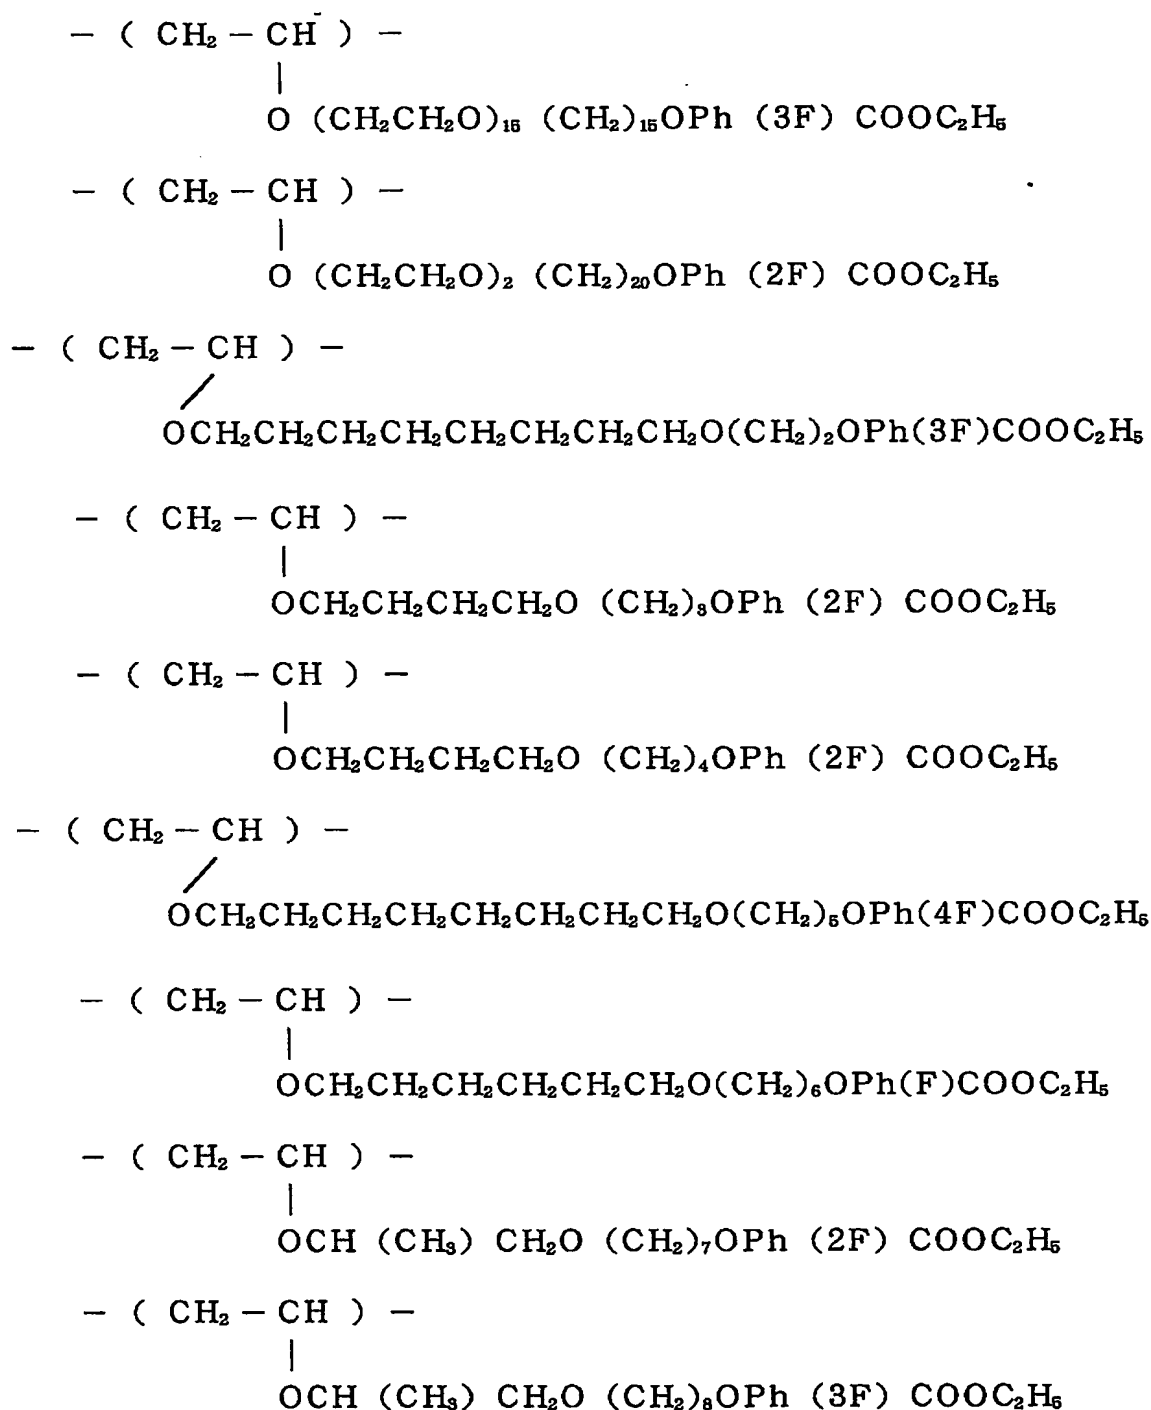 − ( CH₂ − CH ) −
|
O (CH₂CH₂O)₁₅ (CH₂)₁₅OPh (3F) COOC₂H₅
− ( CH₂ − CH ) −
|
O (CH₂CH₂O)₂ (CH₂)₂₀OPh (2F) COOC₂H₅
− ( CH₂ − CH ) −
/
OCH₂CH₂CH₂CH₂CH₂CH₂CH₂CH₂O(CH₂)₂OPh(3F)COOC₂H₅
− ( CH₂ − CH ) −
|
OCH₂CH₂CH₂CH₂O (CH₂)₃OPh (2F) COOC₂H₅
− ( CH₂ − CH ) −
|
OCH₂CH₂CH₂CH₂O (CH₂)₄OPh (2F) COOC₂H₅
− ( CH₂ − CH ) −
/
OCH₂CH₂CH₂CH₂CH₂CH₂CH₂CH₂O(CH₂)₅OPh(4F)COOC₂H₅
− ( CH₂ − CH ) −
|
OCH₂CH₂CH₂CH₂CH₂CH₂O(CH₂)₆OPh(F)COOC₂H₅
− ( CH₂ − CH ) −
|
OCH (CH₃) CH₂O (CH₂)₇OPh (2F) COOC₂H₅
− ( CH₂ − CH ) −
|
OCH (CH₃) CH₂O (CH₂)₈OPh (3F) COOC₂H₅